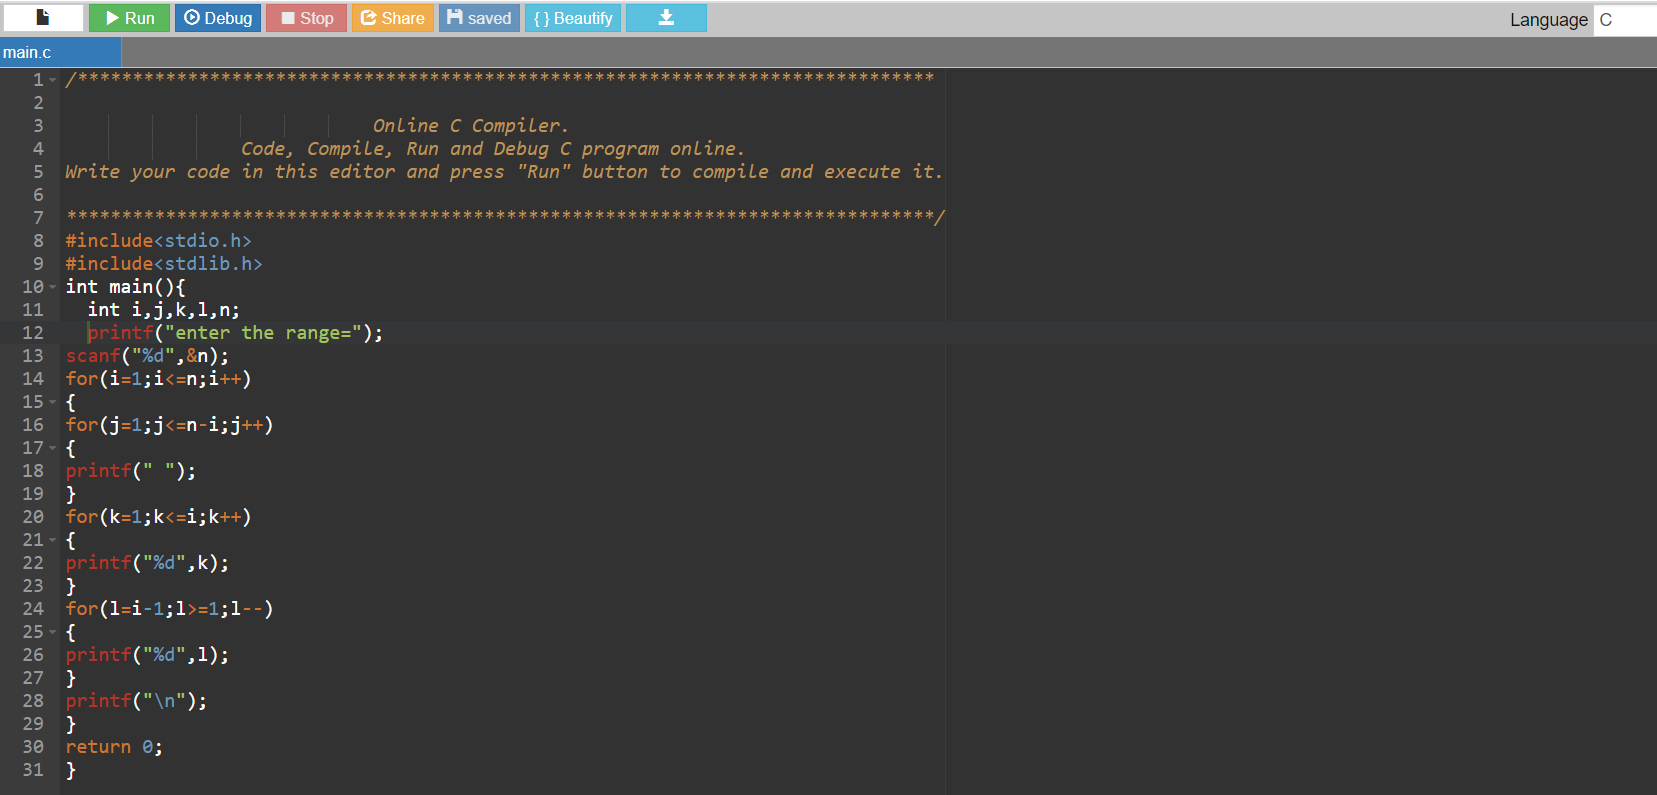 Run Debug Stop Share saved {} Beautify Language C
main.c
1 /******************************************************************************
2
3 Online C Compiler.
4 Code, Compile, Run and Debug C program online.
5 Write your code in this editor and press "Run" button to compile and execute it.
6
7 *******************************************************************************/
8 #include<stdio.h>
9 #include<stdlib.h>
10 int main(){
11 int i,j,k,l,n;
12 printf("enter the range=");
13 scanf("%d",&n);
14 for(i=1;i<=n;i++)
15 {
16 for(j=1;j<=n-i;j++)
17 {
18 printf(" ");
19 }
20 for(k=1;k<=i;k++)
21 {
22 printf("%d",k);
23 }
24 for(l=i-1;l>=1;l--)
25 {
26 printf("%d",l);
27 }
28 printf("\n");
29 }
30 return 0;
31 }